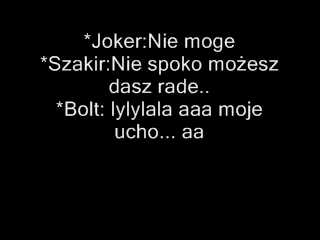 *Joker:Nie moge
*Szakir:Nie spoko możesz
dasz rade..
*Bolt: lylylala aaa moje
ucho... aa